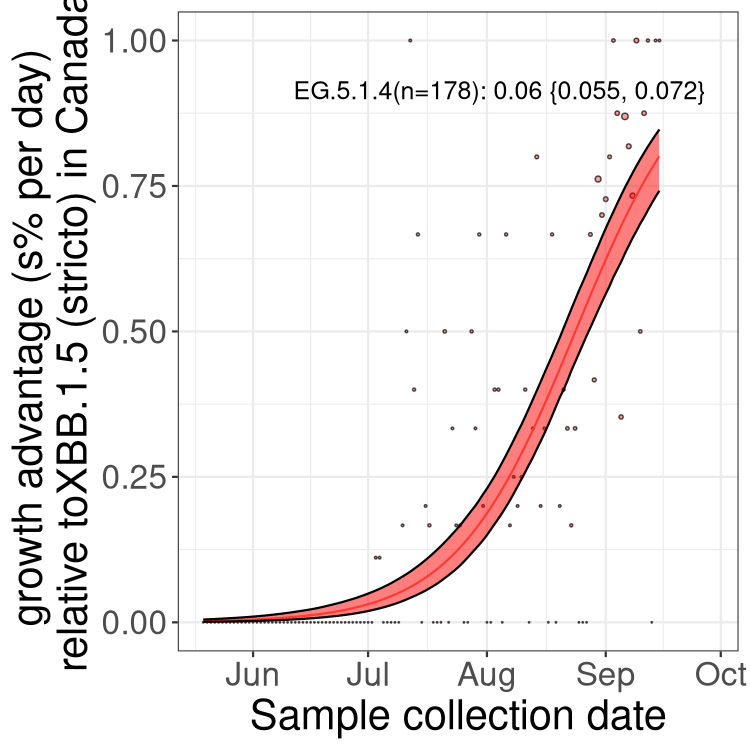 growth advantage (s% per day)
relative toXBB.1.5 (stricto) in Canada
1.00
0.75
0.50
0.25
0.00
EG.5.1.4(n=178): 0.06 {0.055, 0.072}
Jun Jul Aug Sep Oct
Sample collection date